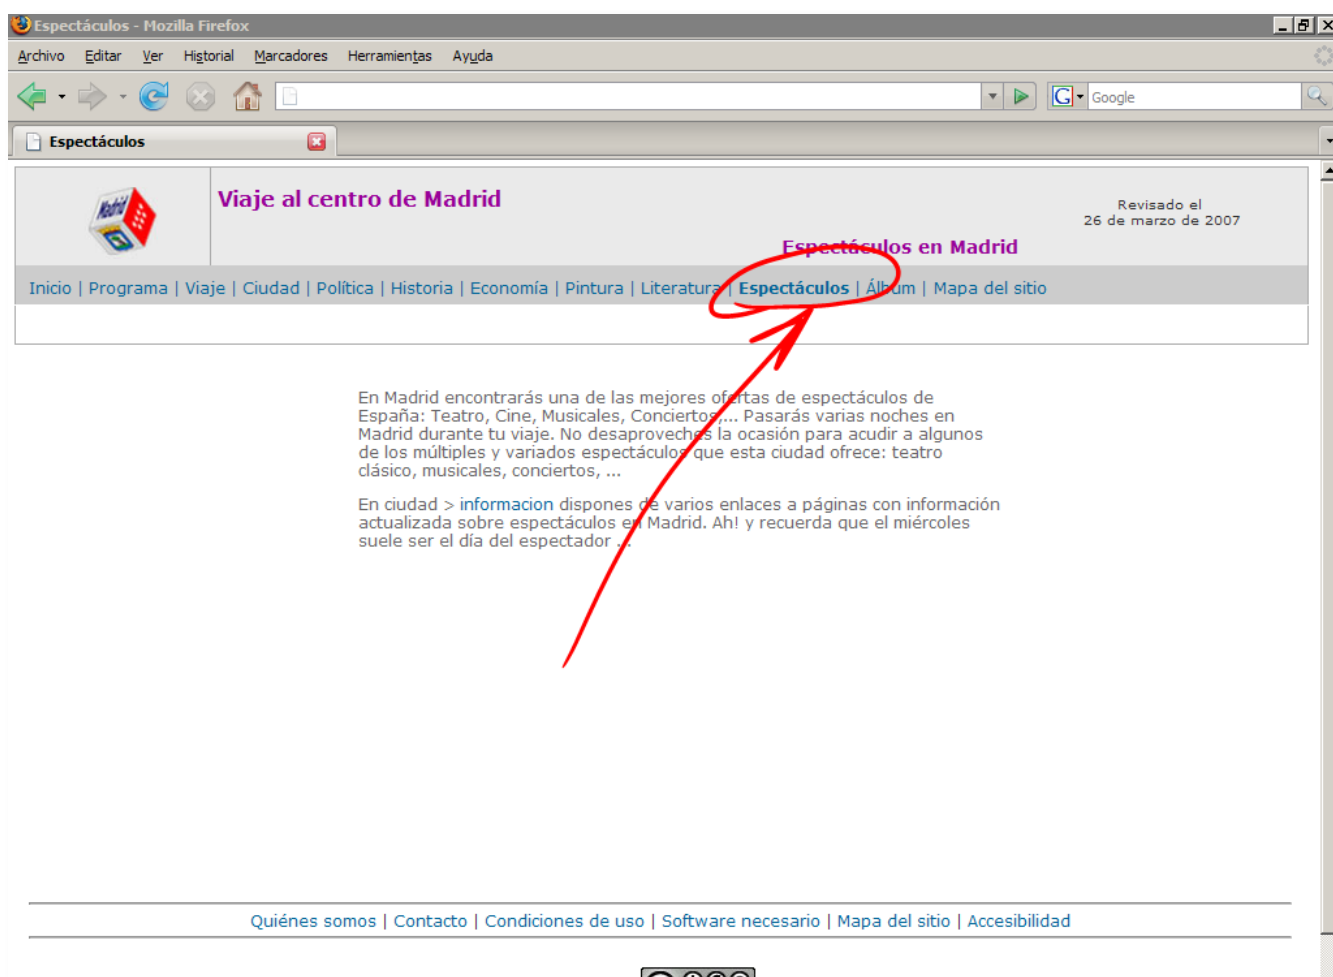 Espectáculos - Mozilla Firefox
Archivo Editar Ver Historial Marcadores Herramientas Ayuda
Google
Espectáculos
Madrid
Viaje al centro de Madrid
Revisado el
26 de marzo de 2007
Espectáculos en Madrid
Inicio | Programa | Viaje | Ciudad | Política | Historia | Economía | Pintura | Literatura | Espectáculos | Álbum | Mapa del sitio
En Madrid encontrarás una de las mejores ofertas de espectáculos de
España: Teatro, Cine, Musicales, Conciertos,... Pasarás varias noches en
Madrid durante tu viaje. No desaproveches la ocasión para acudir a algunos
de los múltiples y variados espectáculos que esta ciudad ofrece: teatro
clásico, musicales, conciertos, ...
En ciudad > informacion dispones de varios enlaces a páginas con información
actualizada sobre espectáculos en Madrid. Ah! y recuerda que el miércoles
suele ser el día del espectador ...
Quiénes somos | Contacto | Condiciones de uso | Software necesario | Mapa del sitio | Accesibilidad